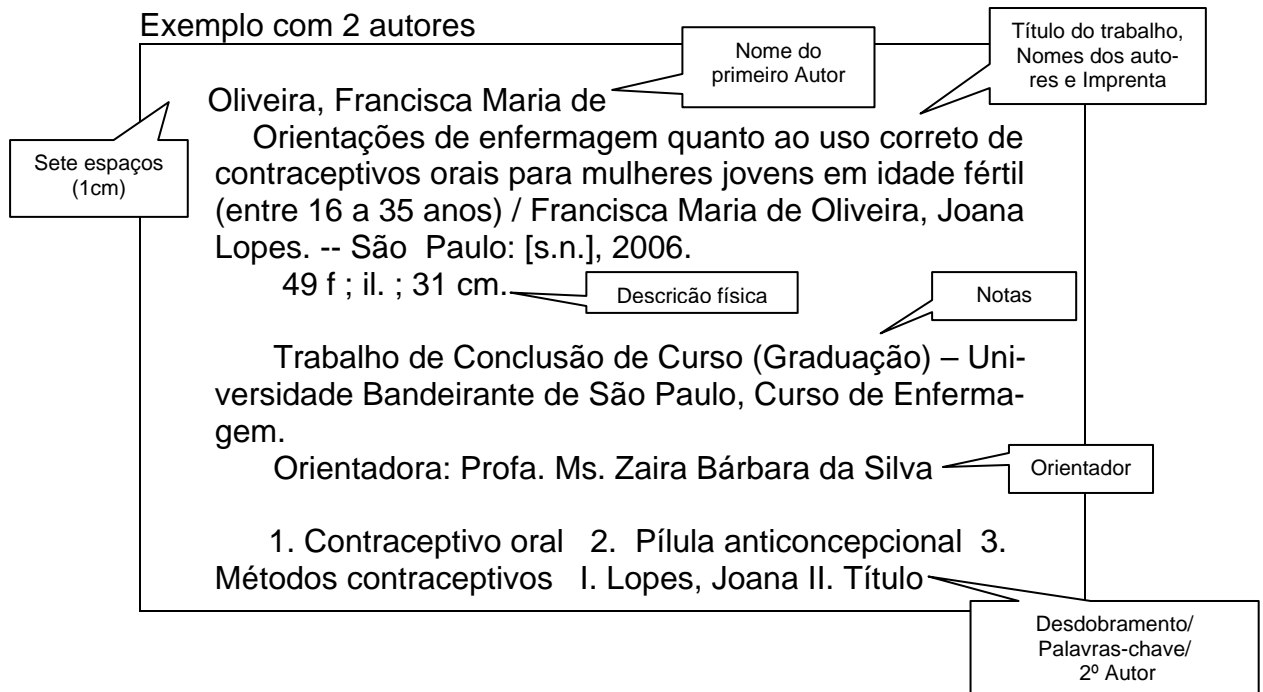 Exemplo com 2 autores
Nome do
primeiro Autor
Título do trabalho,
Nomes dos auto-
res e Imprenta
Oliveira, Francisca Maria de
Sete espaços
(1cm)
Orientações de enfermagem quanto ao uso correto de
contraceptivos orais para mulheres jovens em idade fértil
(entre 16 a 35 anos) / Francisca Maria de Oliveira, Joana
Lopes. -- São Paulo: [s.n.], 2006.
49 f ; il. ; 31 cm.
Descricão física
Notas
Trabalho de Conclusão de Curso (Graduação) – Uni-
versidade Bandeirante de São Paulo, Curso de Enferma-
gem.
Orientadora: Profa. Ms. Zaira Bárbara da Silva
Orientador
1. Contraceptivo oral 2. Pílula anticoncepcional 3.
Métodos contraceptivos I. Lopes, Joana II. Título
Desdobramento/
Palavras-chave/
2º Autor